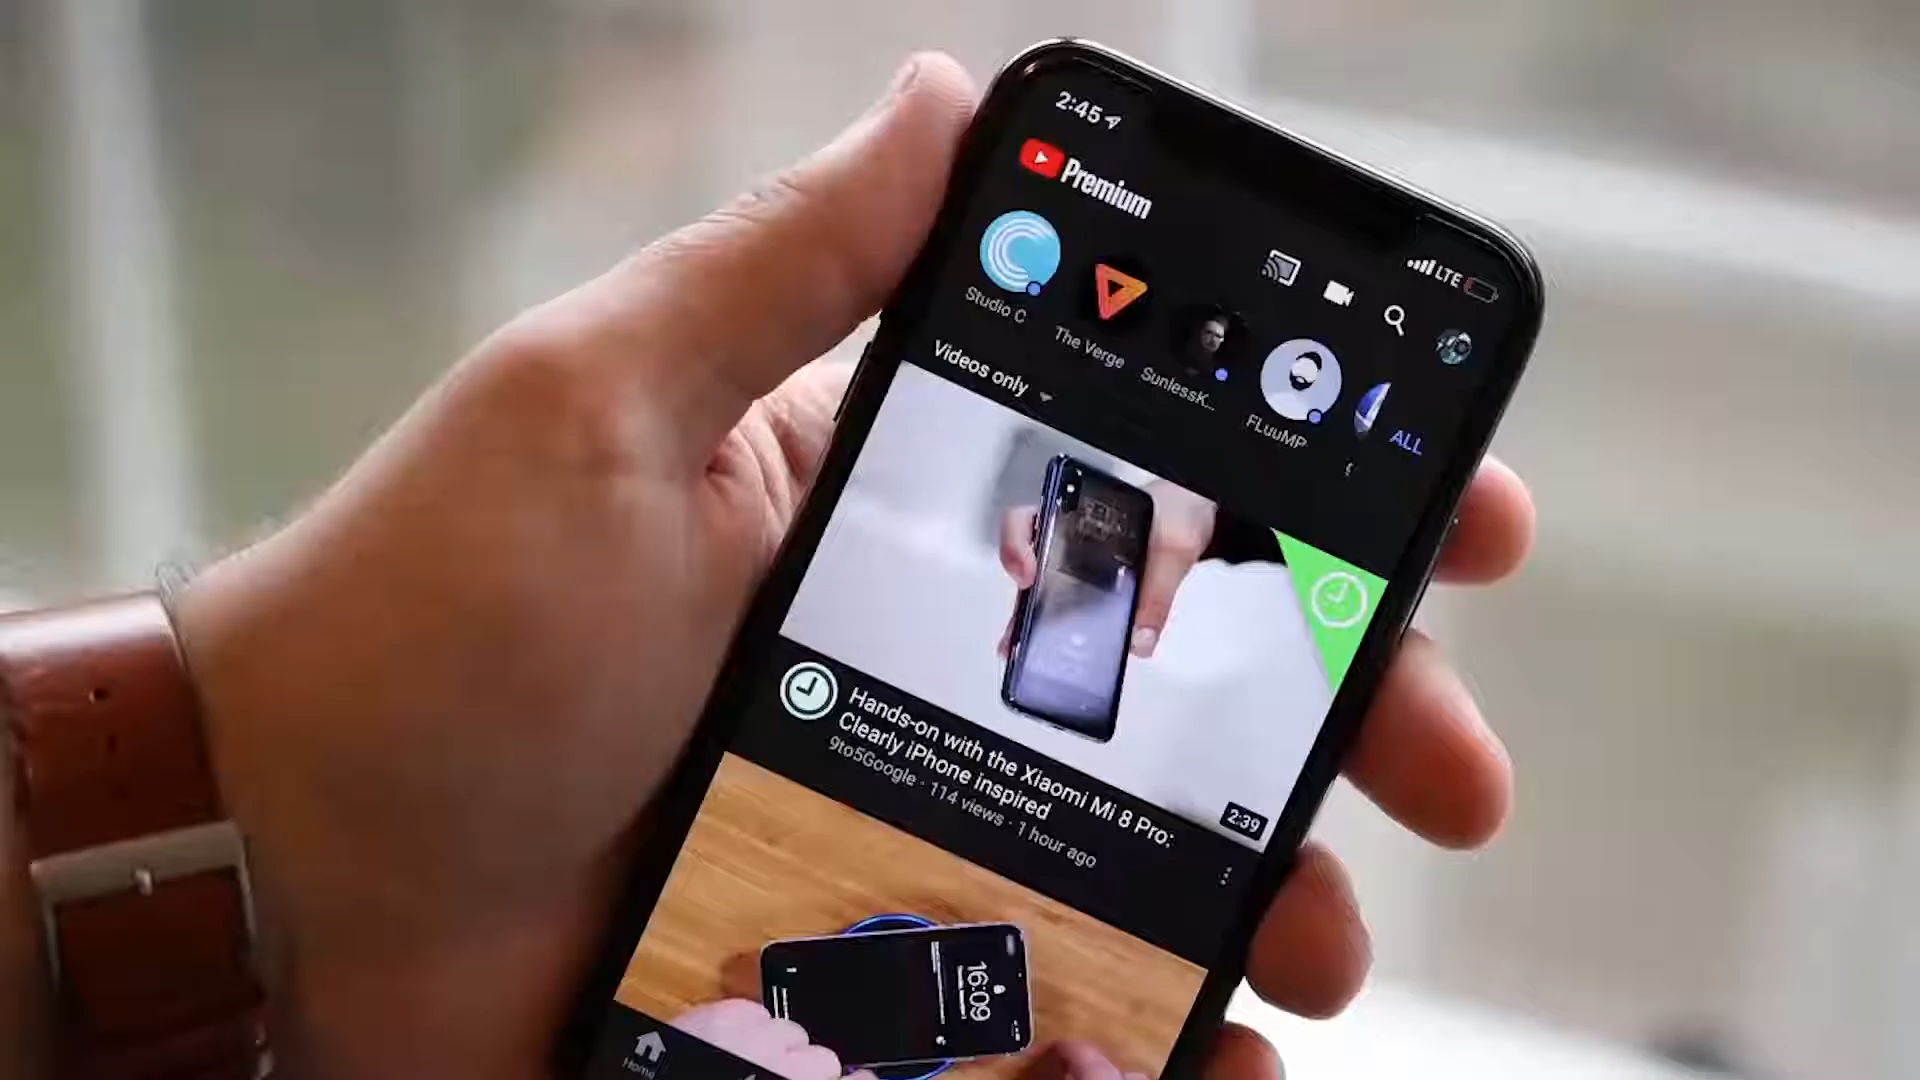 2:45
LTE
Premium
Studio C
The Verge
SunlessK...
FLuuMP
ALL
Videos only
2:39
Hands-on with the Xiaomi Mi 8 Pro:
Clearly iPhone inspired
9to5Google · 114 views · 1 hour ago
16:09
Home